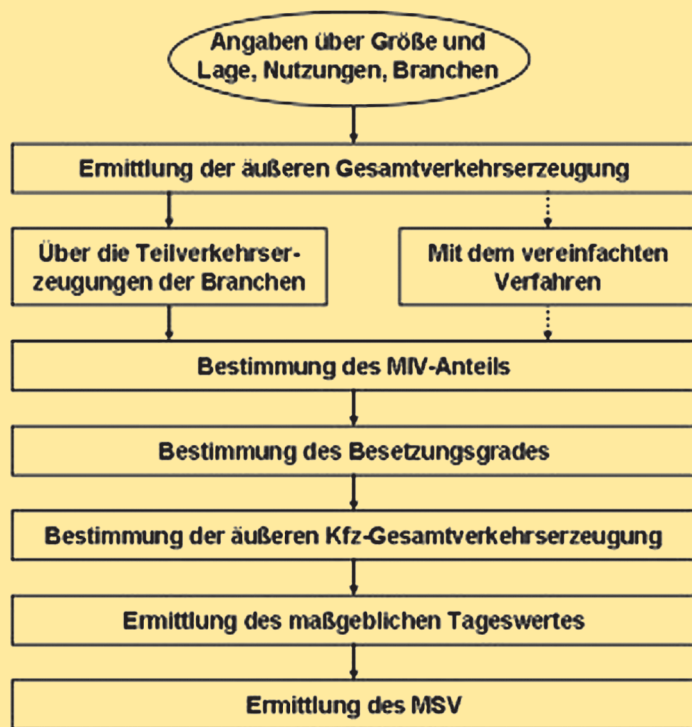 Angaben über Größe und
Lage, Nutzungen, Branchen
Ermittlung der äußeren Gesamtverkehrserzeugung
Über die Teilverkehrser-
zeugungen der Branchen
Mit dem vereinfachten
Verfahren
Bestimmung des MIV-Anteils
Bestimmung des Besetzungsgrades
Bestimmung der äußeren Kfz-Gesamtverkehrserzeugung
Ermittlung des maßgeblichen Tageswertes
Ermittlung des MSV